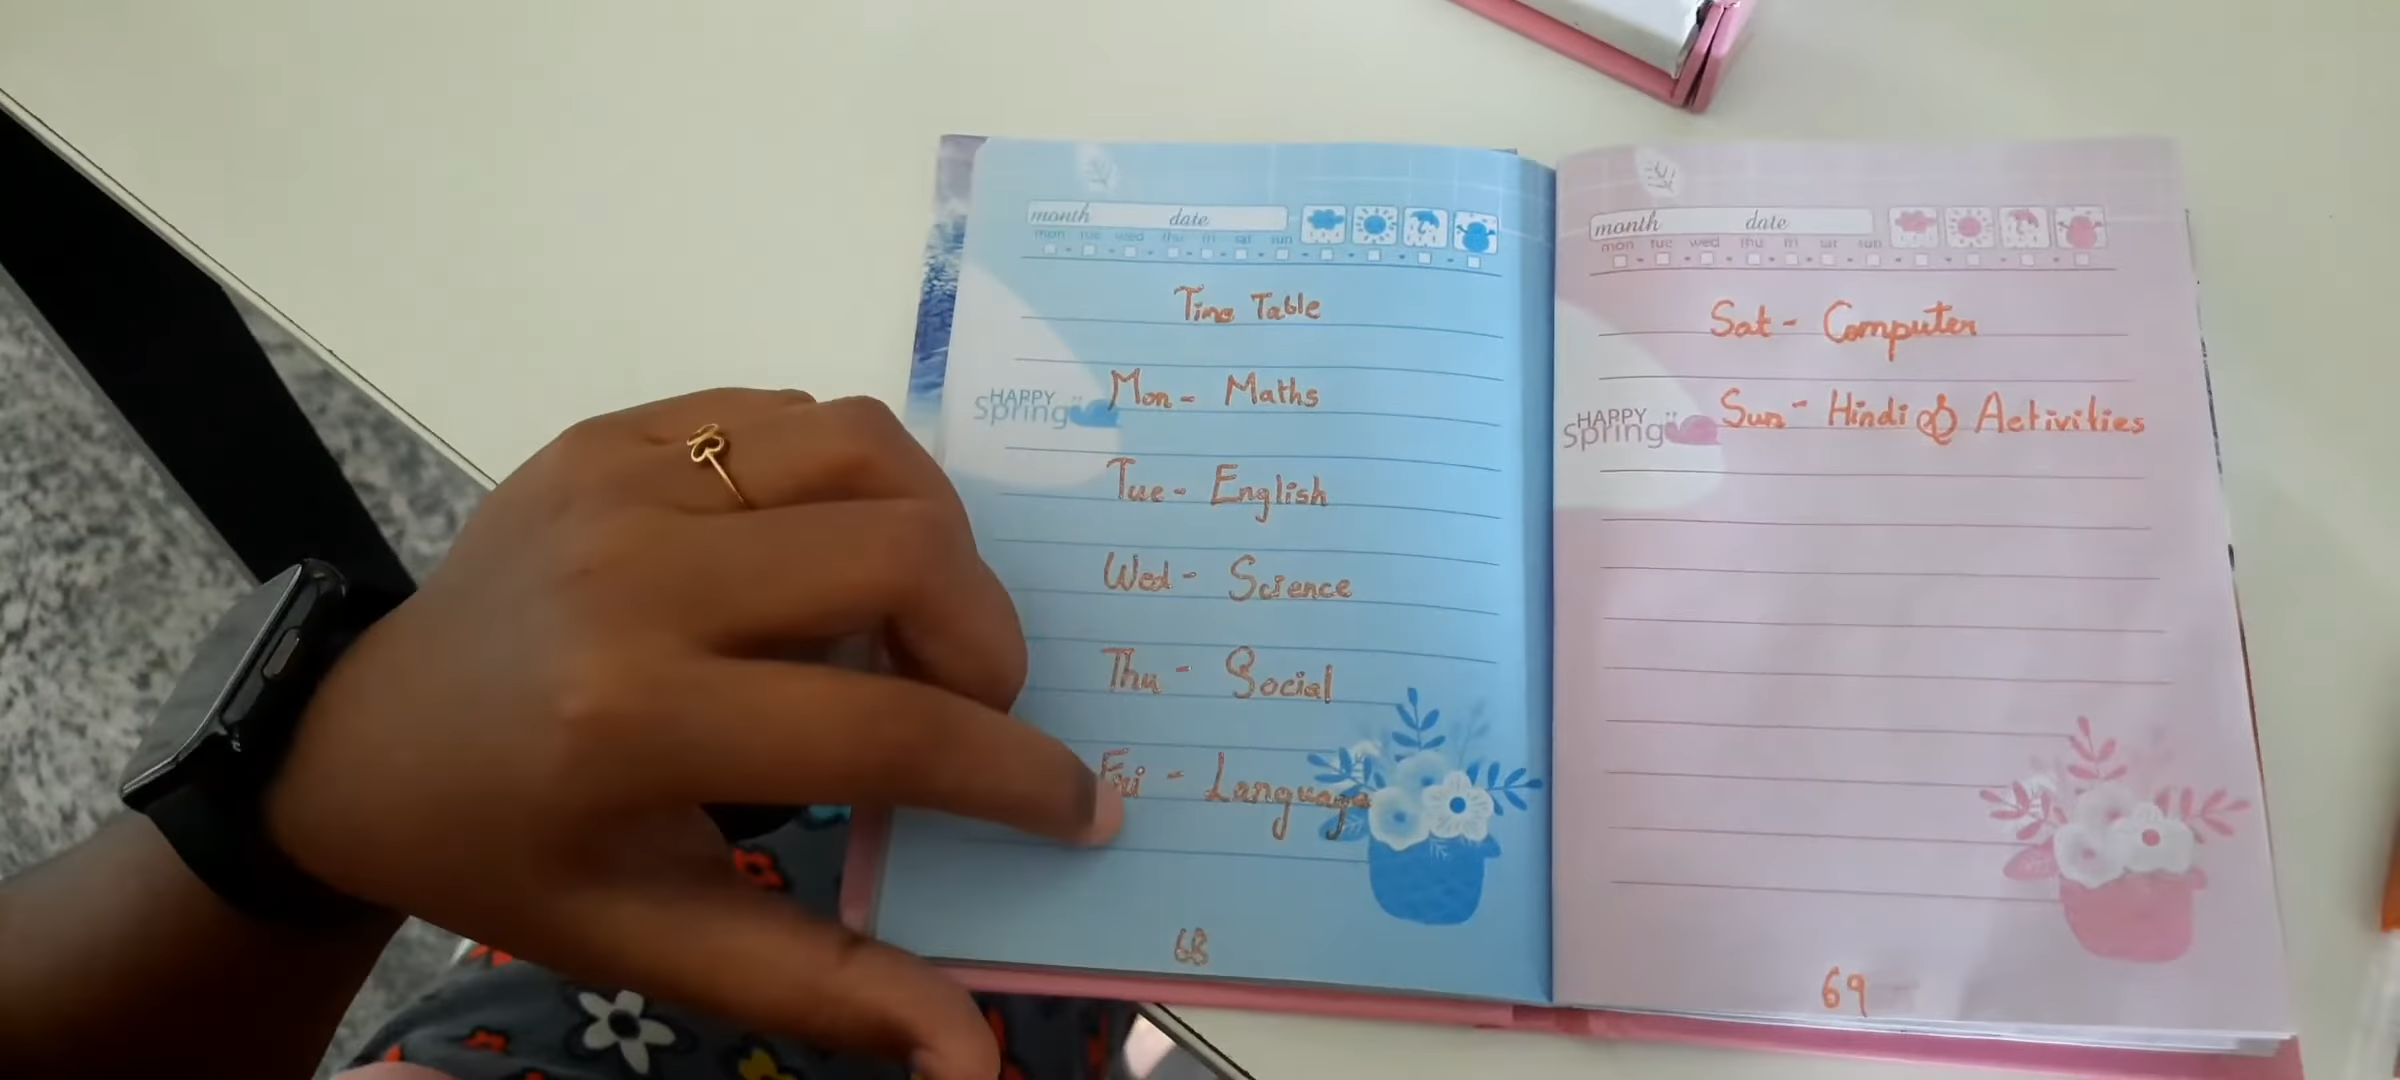 month date
mon tue wed thu fri sat sun
Time Table
Mon - Maths
HAPPY
Spring
Tue - English
Wed - Science
Thu - Social
Fri - Language
68
month date
mon tue wed thu fri sat sun
Sat - Computer
Sun - Hindi & Activities
HAPPY
Spring
69